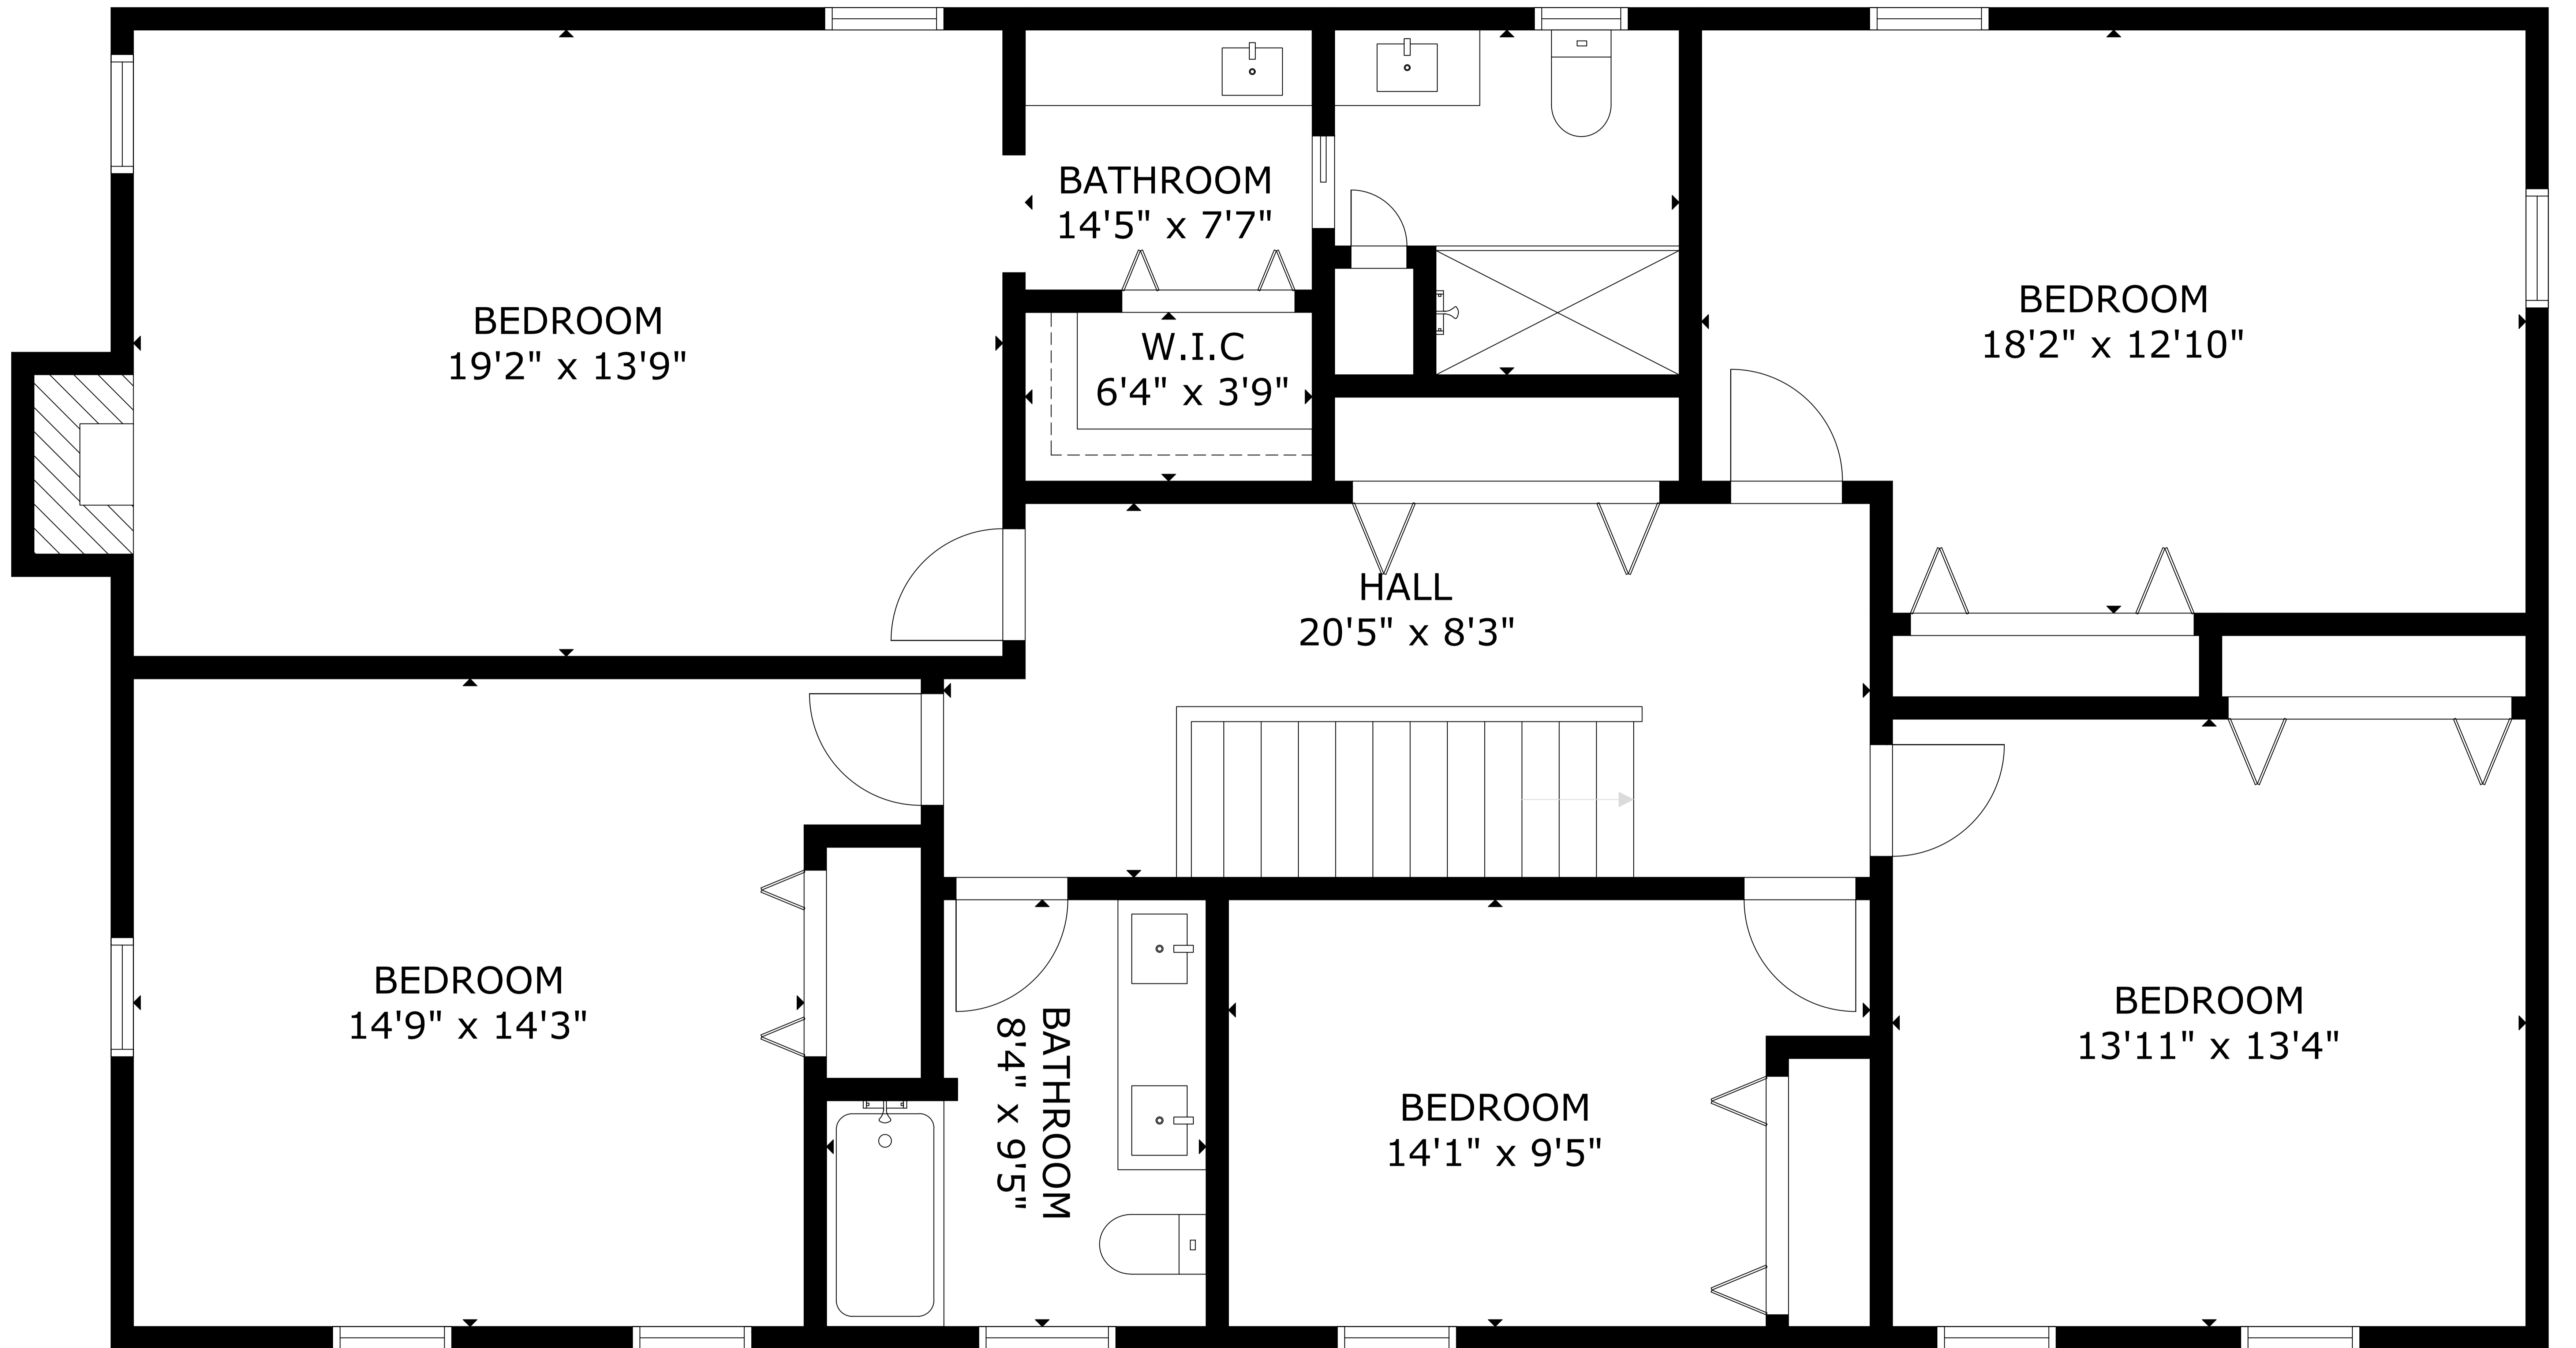 BATHROOM
14'5" x 7'7"
BEDROOM
19'2" x 13'9"
W.I.C
6'4" x 3'9"
BEDROOM
18'2" x 12'10"
HALL
20'5" x 8'3"
BEDROOM
14'9" x 14'3"
BATHROOM
8'4" x 9'5"
BEDROOM
14'1" x 9'5"
BEDROOM
13'11" x 13'4"